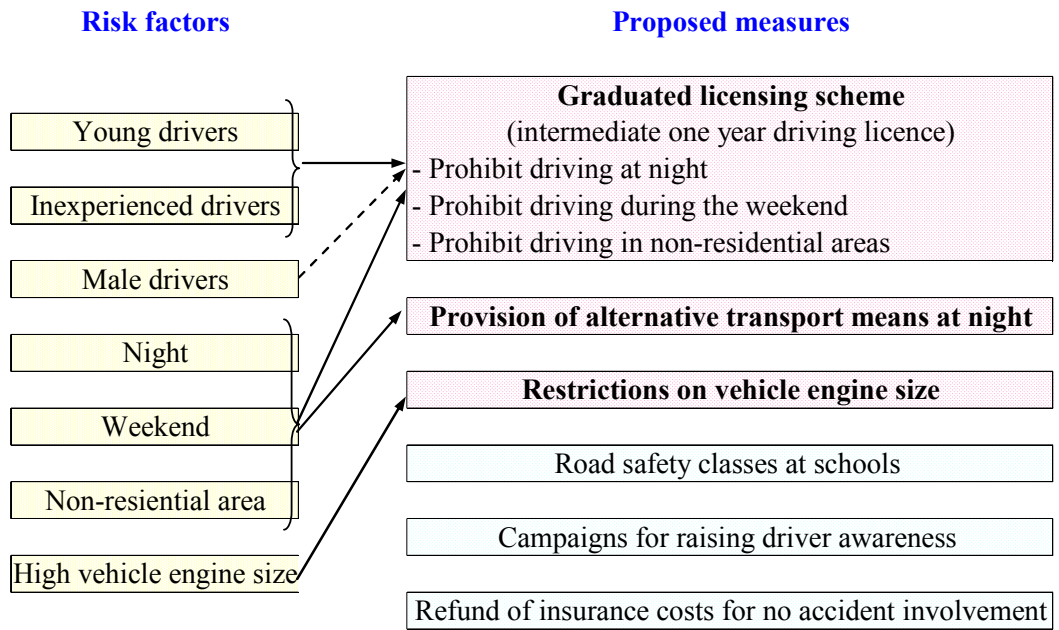 Risk factors
Proposed measures
Young drivers
Inexperienced drivers
Male drivers
Night
Weekend
Non-resiential area
High vehicle engine size
Graduated licensing scheme
(intermediate one year driving licence)
- Prohibit driving at night
- Prohibit driving during the weekend
- Prohibit driving in non-residential areas
Provision of alternative transport means at night
Restrictions on vehicle engine size
Road safety classes at schools
Campaigns for raising driver awareness
Refund of insurance costs for no accident involvement